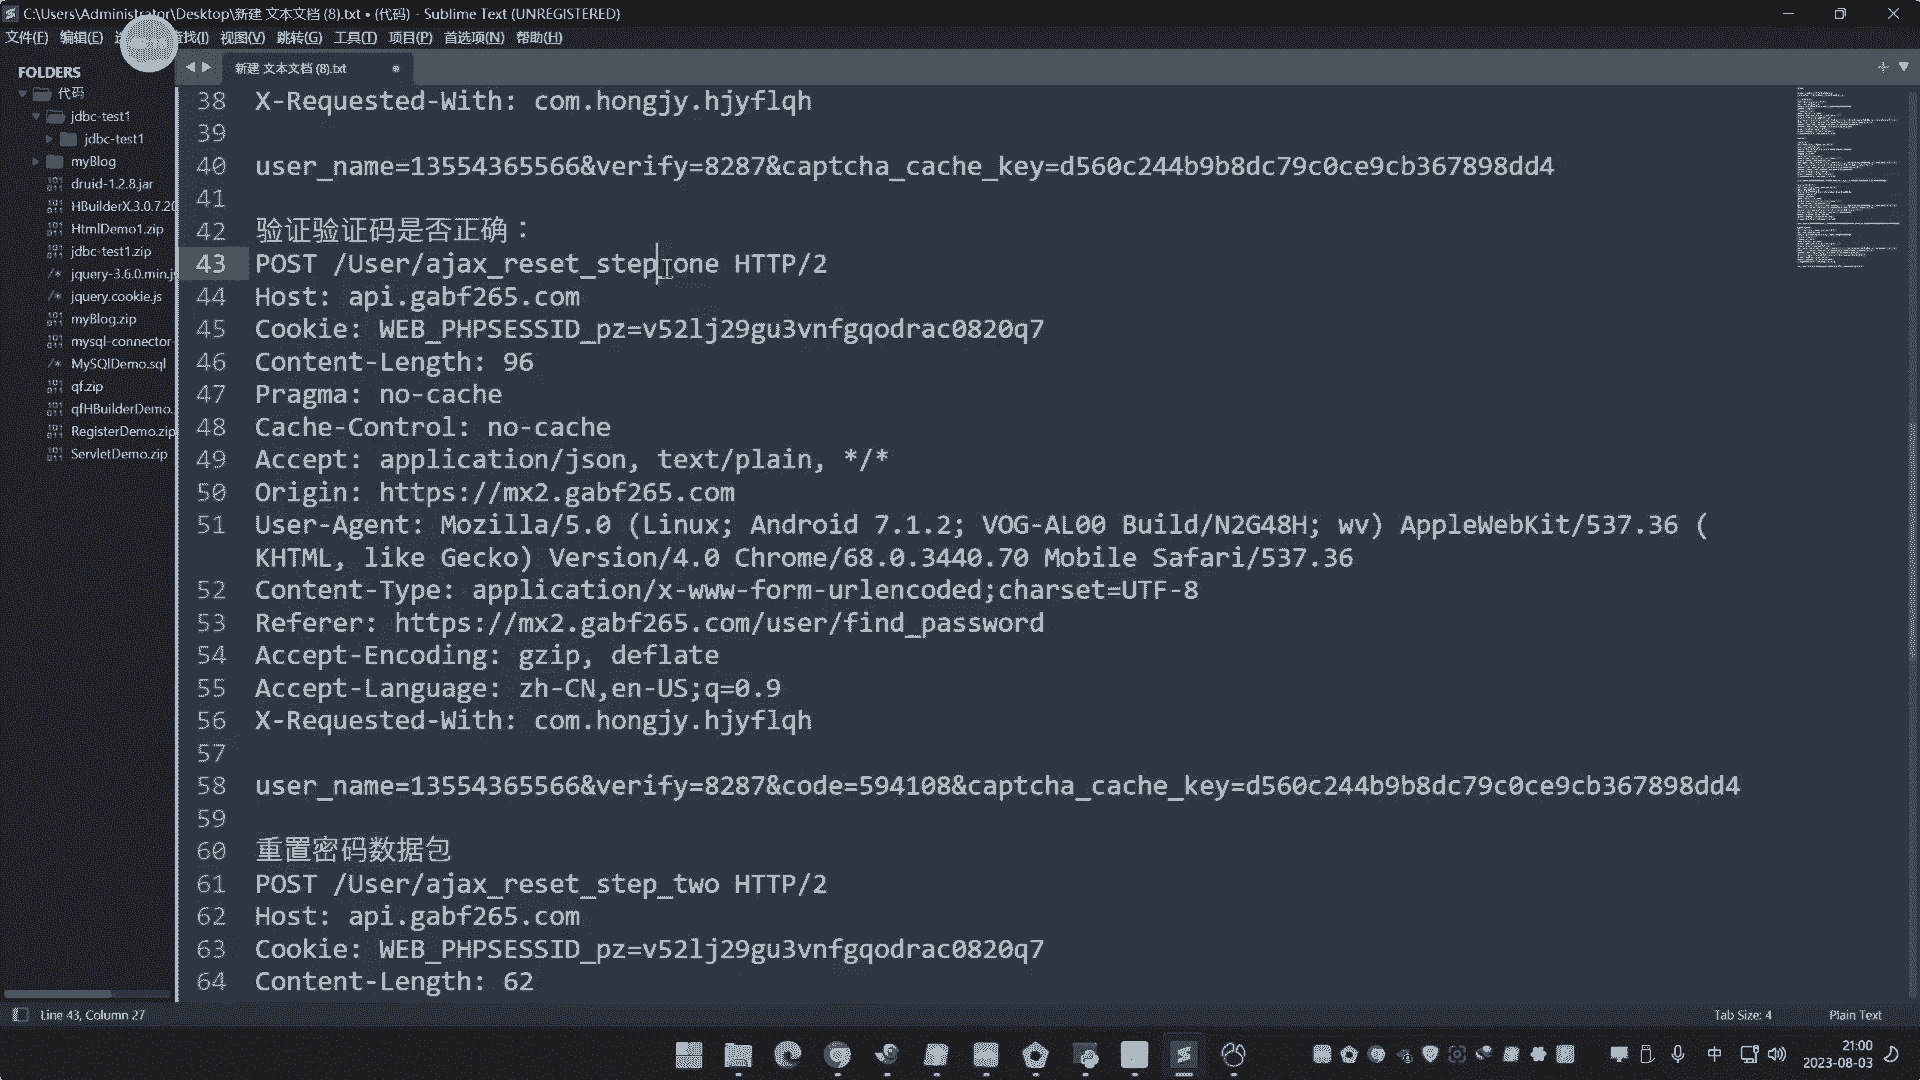 C:\Users\Administrator\Desktop\新建 文本文档 (8).txt • (代码) - Sublime Text (UNREGISTERED)
文件(F) 编辑(E) 查找(I) 视图(V) 跳转(G) 工具(T) 项目(P) 首选项(N) 帮助(H)
新建 文本文档 (8).txt
FOLDERS
代码
jdbc-test1
jdbc-test1
myBlog
druid-1.2.8.jar
HBuilderX.3.0.7.20
HtmlDemo1.zip
jdbc-test1.zip
jquery-3.6.0.min.js
jquery.cookie.js
myBlog.zip
mysql-connector-
MySQlDemo.sql
qf.zip
qfHBuilderDemo.
RegisterDemo.zip
ServletDemo.zip
38 X-Requested-With: com.hongjy.hjyflqh
39
40 user_name=13554365566&verify=8287&captcha_cache_key=d560c244b9b8dc79c0ce9cb367898dd4
41
42 验证验证码是否正确：
43 POST /User/ajax_reset_step_one HTTP/2
44 Host: api.gabf265.com
45 Cookie: WEB_PHPSESSID_pz=v52lj29gu3vnfgqodrac0820q7
46 Content-Length: 96
47 Pragma: no-cache
48 Cache-Control: no-cache
49 Accept: application/json, text/plain, */*
50 Origin: https://mx2.gabf265.com
51 User-Agent: Mozilla/5.0 (Linux; Android 7.1.2; VOG-AL00 Build/N2G48H; wv) AppleWebKit/537.36 (
KHTML, like Gecko) Version/4.0 Chrome/68.0.3440.70 Mobile Safari/537.36
52 Content-Type: application/x-www-form-urlencoded;charset=UTF-8
53 Referer: https://mx2.gabf265.com/user/find_password
54 Accept-Encoding: gzip, deflate
55 Accept-Language: zh-CN,en-US;q=0.9
56 X-Requested-With: com.hongjy.hjyflqh
57
58 user_name=13554365566&verify=8287&code=594108&captcha_cache_key=d560c244b9b8dc79c0ce9cb367898dd4
59
60 重置密码数据包
61 POST /User/ajax_reset_step_two HTTP/2
62 Host: api.gabf265.com
63 Cookie: WEB_PHPSESSID_pz=v52lj29gu3vnfgqodrac0820q7
64 Content-Length: 62
Line 43, Column 27
Tab Size: 4
Plain Text
中
21:00
2023-08-03